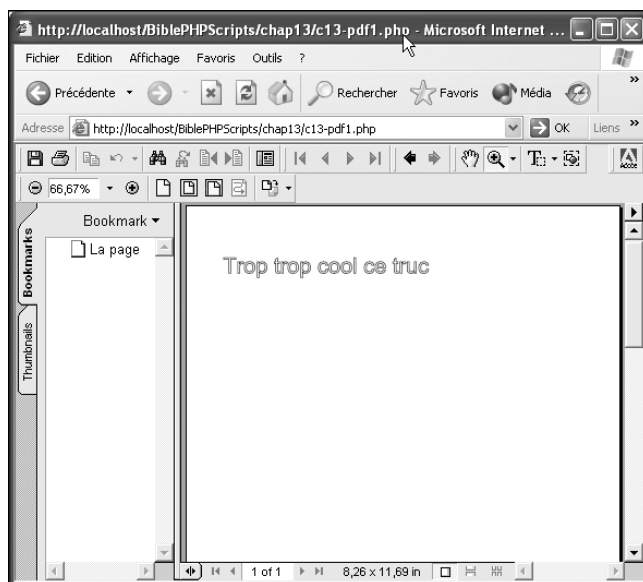 http://localhost/BiblePHPScripts/chap13/c13-pdf1.php - Microsoft Internet ...
Fichier Edition Affichage Favoris Outils ?
Précédente Rechercher Favoris Média »
Adresse http://localhost/BiblePHPScripts/chap13/c13-pdf1.php OK Liens »
T Adobe
66,67%
Bookmark
Bookmarks
La page
Thumbnails
Trop trop cool ce truc
1 of 1 8,26 x 11,69 in